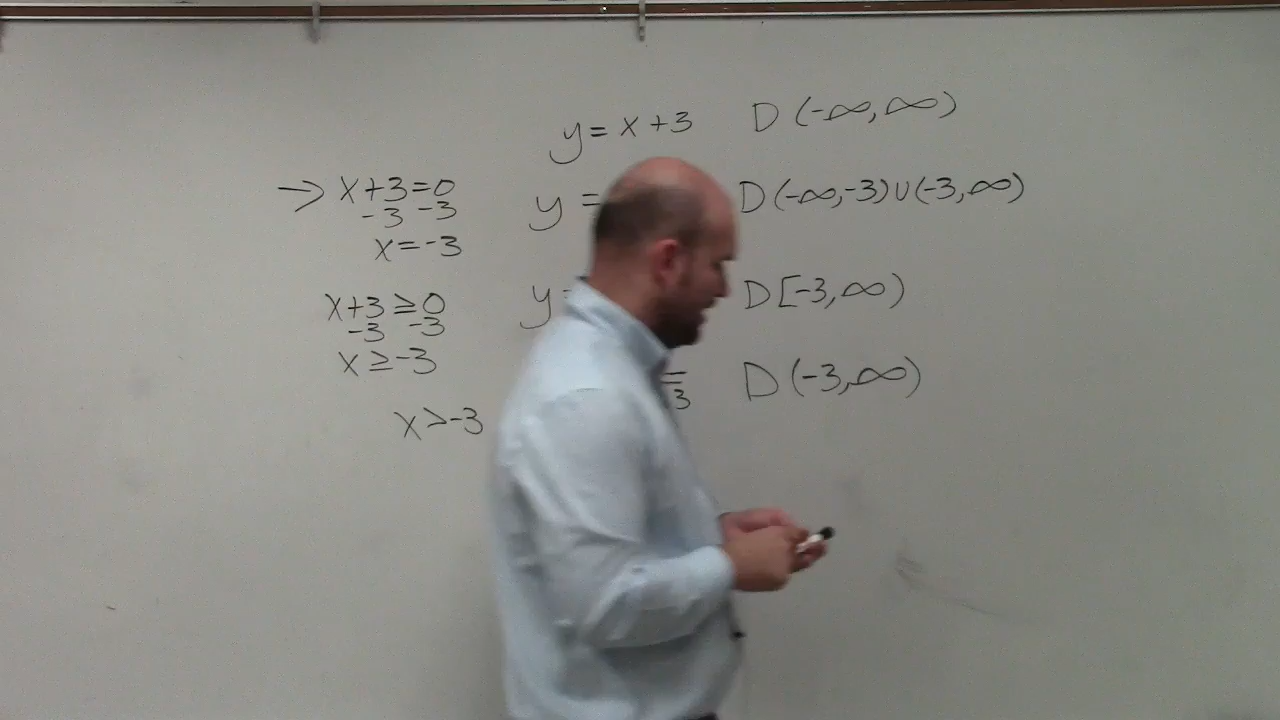 y = x + 3 D (-∞, ∞)
→ x + 3 = 0
-3 -3
x = -3
y = D (-∞, -3) ∪ (-3, ∞)
x + 3 ≥ 0
-3 -3
x ≥ -3
y = D [-3, ∞)
x > -3
3 D (-3, ∞)